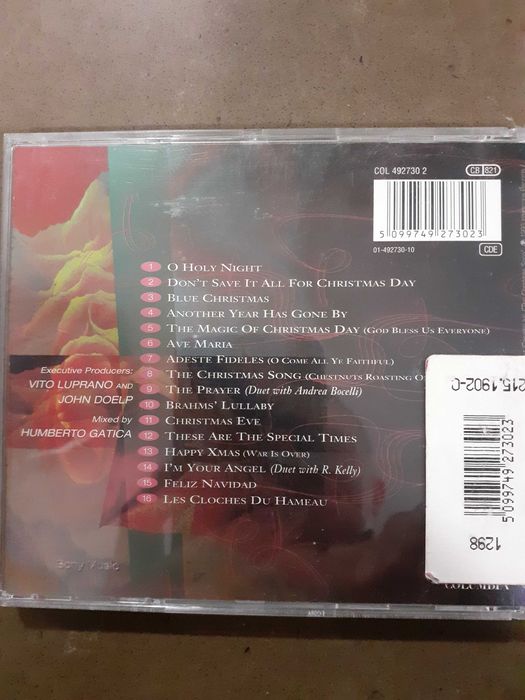 COL 492730 2
CB 821
5 099749 273023
01-492730-10
CDE
1 O HOLY NIGHT
2 DON'T SAVE IT ALL FOR CHRISTMAS DAY
3 BLUE CHRISTMAS
4 ANOTHER YEAR HAS GONE BY
5 THE MAGIC OF CHRISTMAS DAY (GOD BLESS US EVERYONE)
6 AVE MARIA
7 ADESTE FIDELES (O COME ALL YE FAITHFUL)
8 THE CHRISTMAS SONG (CHESTNUTS ROASTING
9 THE PRAYER (Duet with Andrea Bocelli)
10 BRAHMS' LULLABY
11 CHRISTMAS EVE
12 THESE ARE THE SPECIAL TIMES
13 HAPPY XMAS (WAR IS OVER)
14 I'M YOUR ANGEL (Duet with R. Kelly)
15 FELIZ NAVIDAD
16 LES CLOCHES DU HAMEAU
Executive Producers:
VITO LUPRANO AND
JOHN DOELP
Mixed by
HUMBERTO GATICA
Sony Music
215.1902-C
5 099749 273023
1298
COLUMBIA